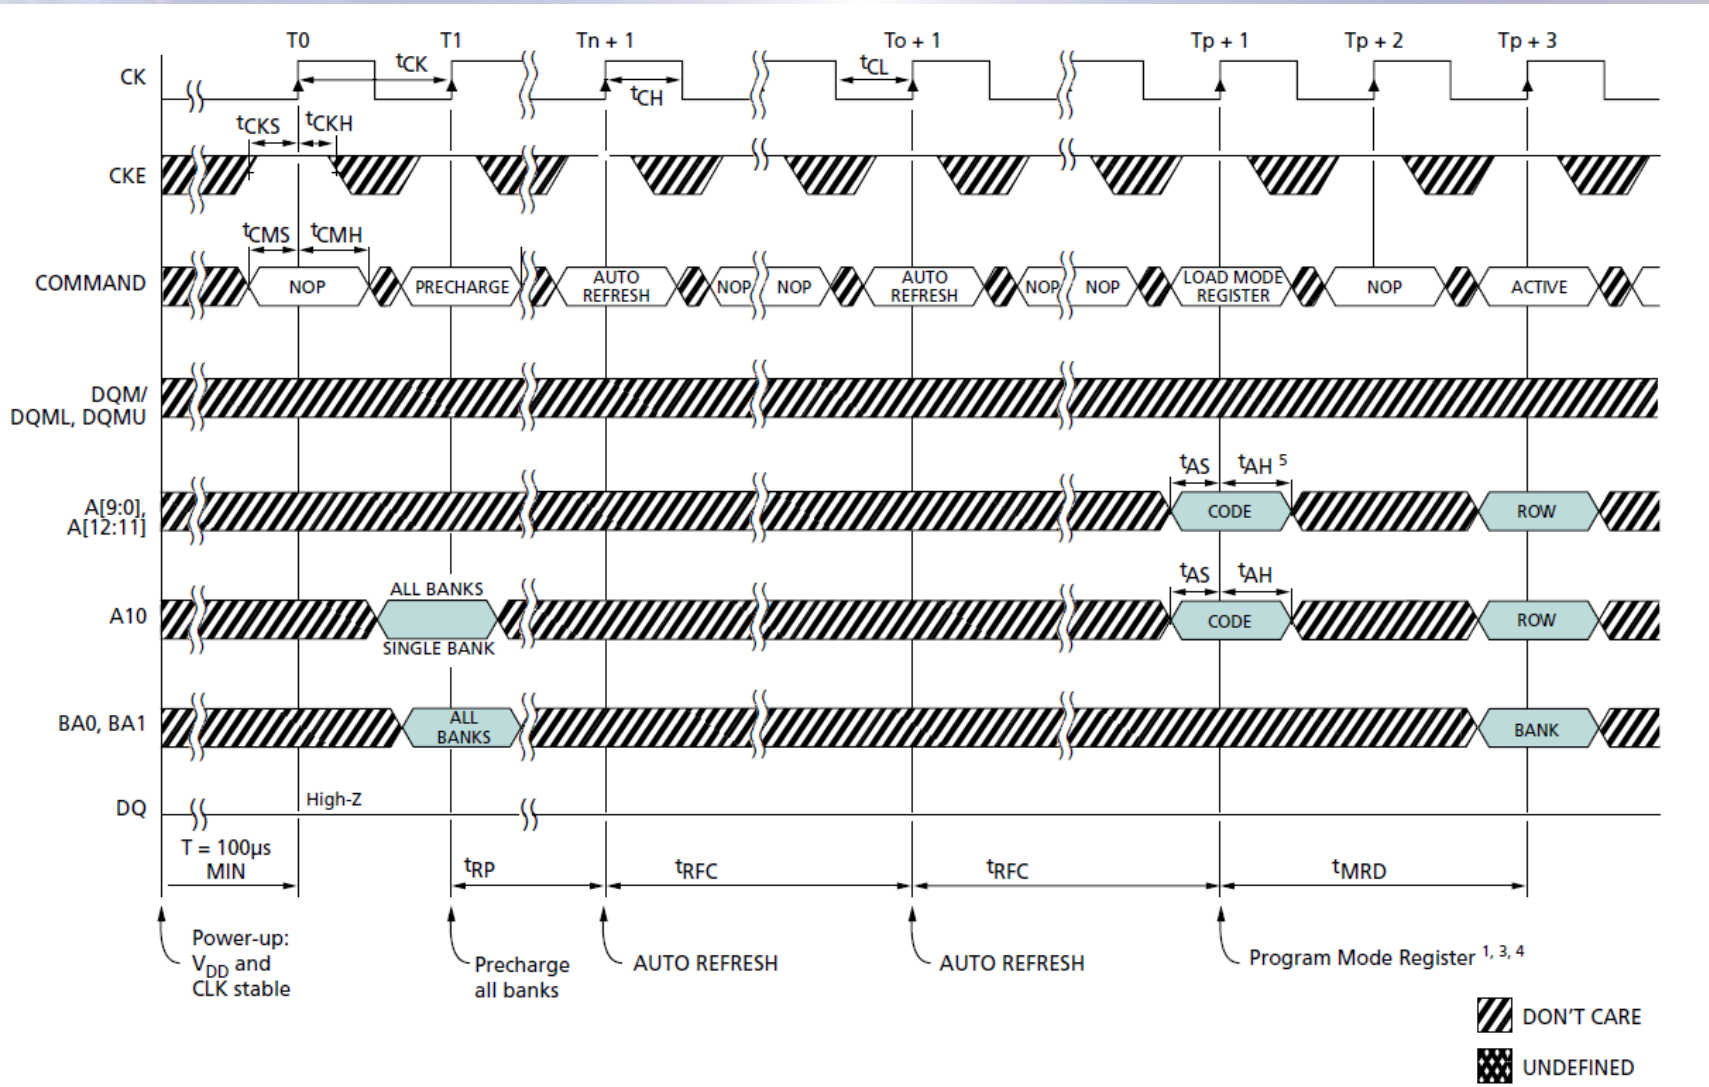 T0 T1 Tn + 1 To + 1 Tp + 1 Tp + 2 Tp + 3
CK tCK tCH tCL
tCKS tCKH
CKE
tCMS tCMH
COMMAND NOP PRECHARGE AUTO REFRESH NOP NOP AUTO REFRESH NOP NOP LOAD MODE REGISTER NOP ACTIVE
DQM/
DQML, DQMU
tAS tAH 5
A[9:0],
A[12:11] CODE ROW
ALL BANKS tAS tAH
A10 CODE ROW
SINGLE BANK
BA0, BA1 ALL BANKS BANK
DQ High-Z
T = 100µs
MIN tRP tRFC tRFC tMRD
Power-up:
VDD and
CLK stable
Precharge
all banks
AUTO REFRESH
AUTO REFRESH
Program Mode Register 1, 3, 4
DON'T CARE
UNDEFINED